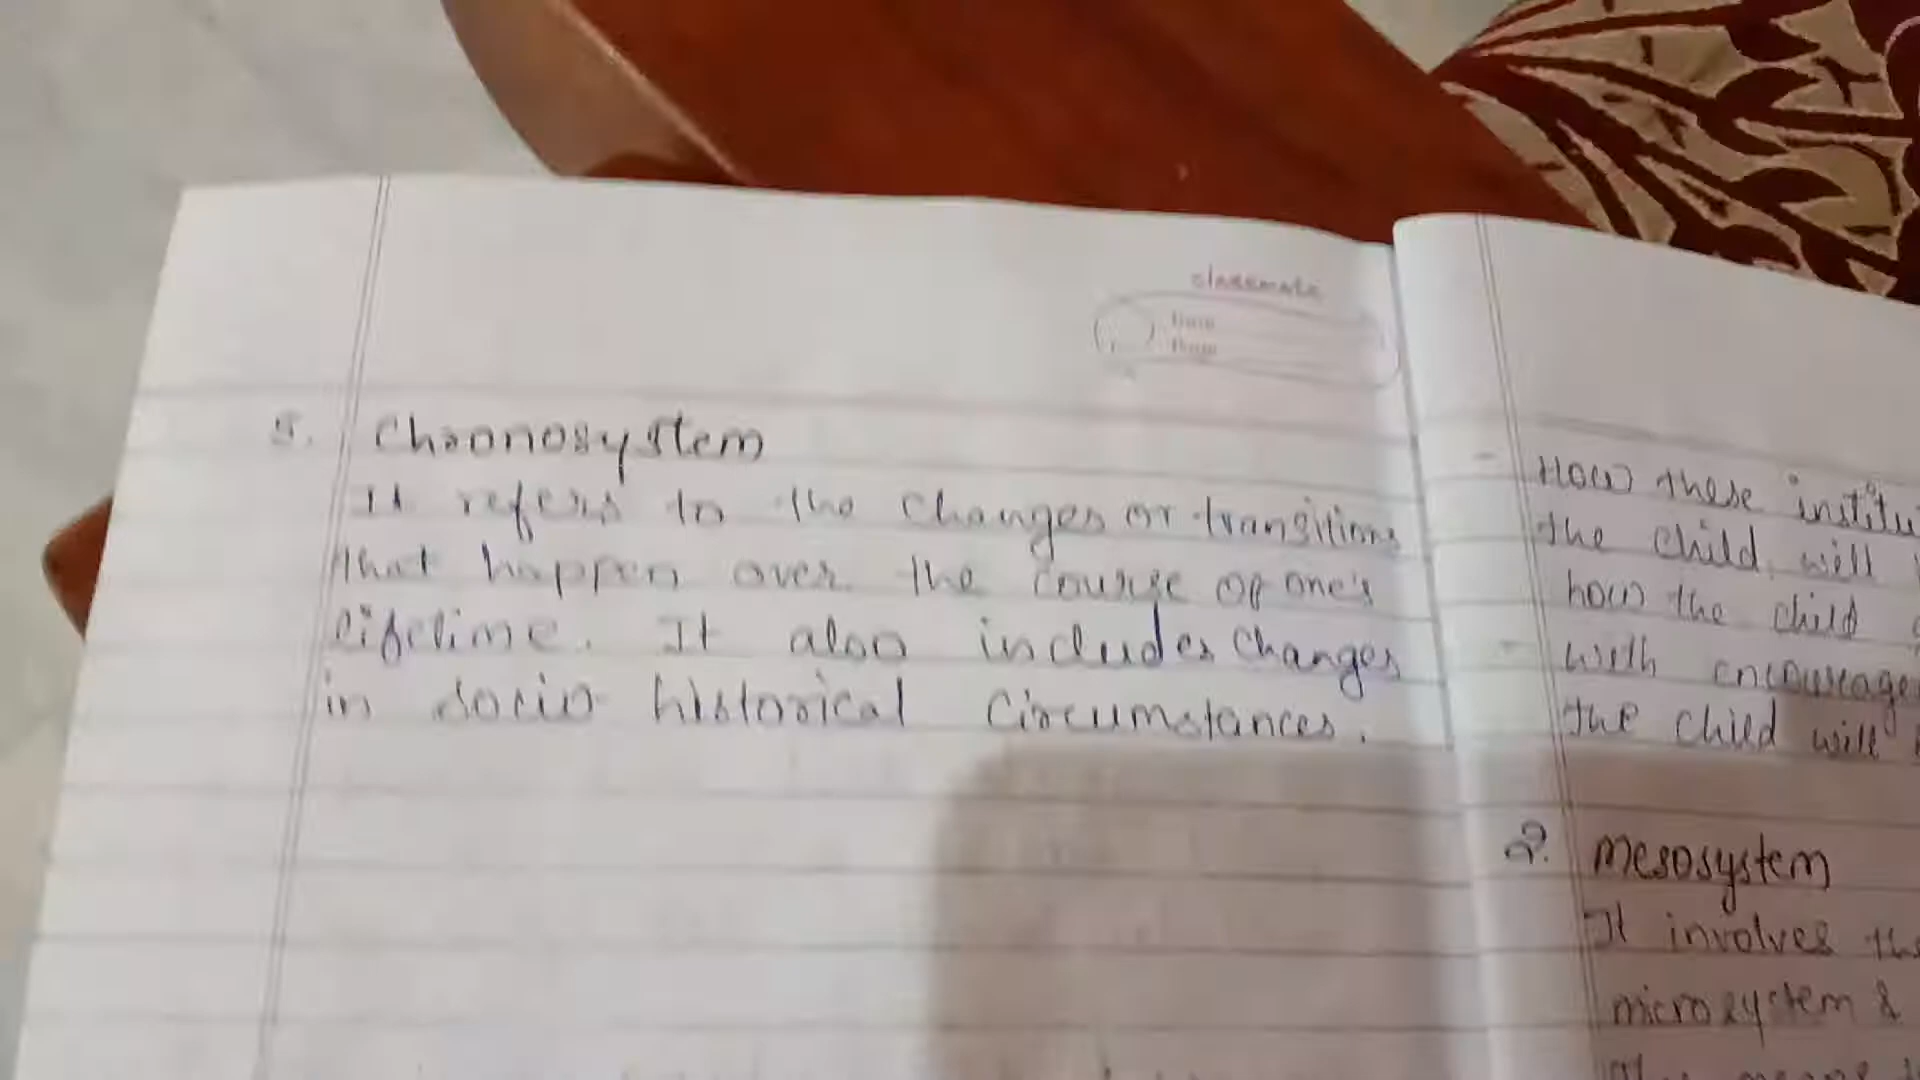 classmate
Date
Page
5. Chronosystem
It refers to the changes or transitions
that happen over the course of one's
lifetime. It also includes changes
in socio historical circumstances.
- How these institu
the child will
how the child
- with encourage
the child will
2. Mesosystem
It involves the
microsystem &